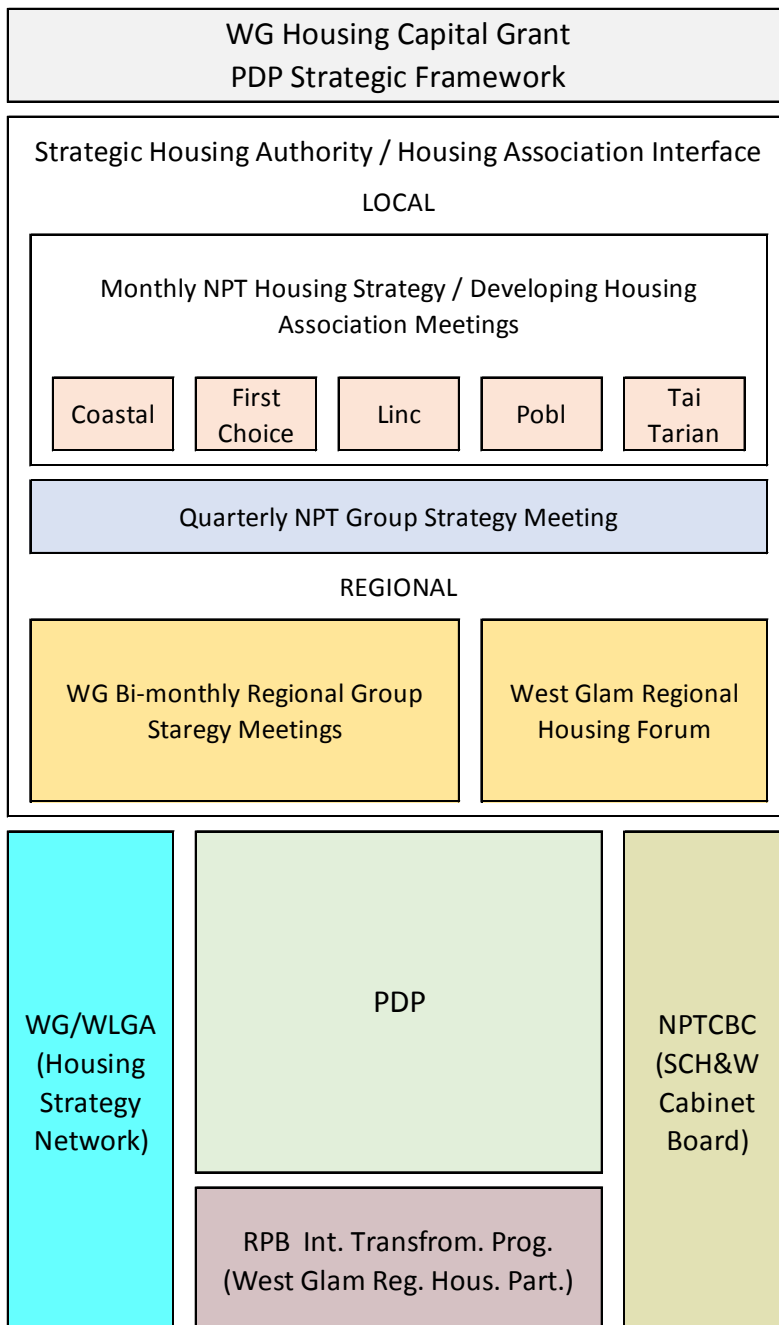 WG Housing Capital Grant
PDP Strategic Framework
Strategic Housing Authority / Housing Association Interface
LOCAL
Monthly NPT Housing Strategy / Developing Housing
Association Meetings
Coastal
First
Choice
Linc
Pobl
Tai
Tarian
Quarterly NPT Group Strategy Meeting
REGIONAL
WG Bi-monthly Regional Group
Staregy Meetings
West Glam Regional
Housing Forum
WG/WLGA
(Housing
Strategy
Network)
PDP
NPTCBC
(SCH&W
Cabinet
Board)
RPB  Int. Transfrom. Prog.
(West Glam Reg. Hous. Part.)